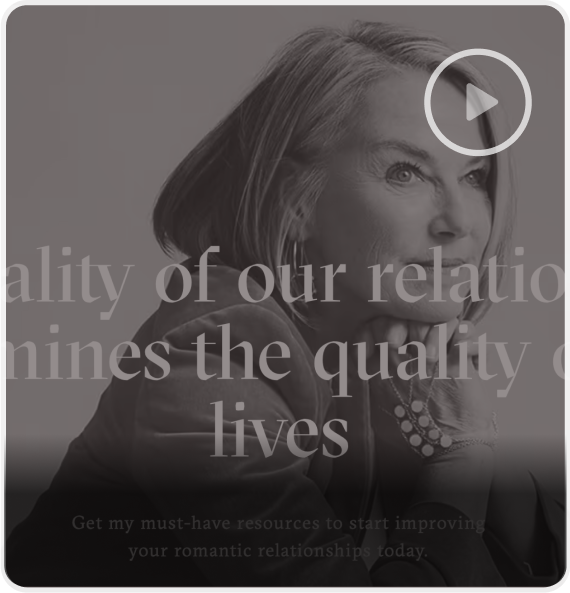 ality of our relatio
mines the quality o
lives
Get my must-have resources to start improving
your romantic relationships today.